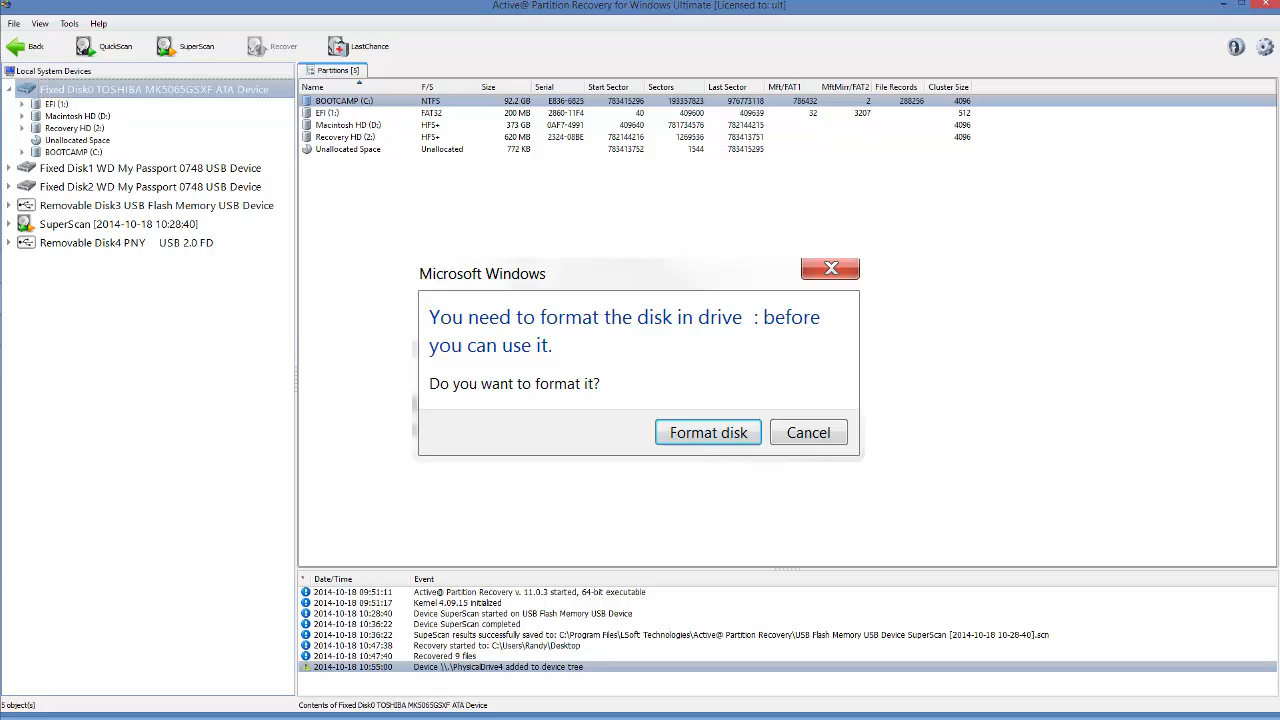 Active@ Partition Recovery for Windows Ultimate [Licensed to: ult]
File View Tools Help
Back QuickScan SuperScan Recover LastChance
Local System Devices
Fixed Disk0 TOSHIBA MK5065GSXF ATA Device
EFI (1:)
Macintosh HD (D:)
Recovery HD (2:)
Unallocated Space
BOOTCAMP (C:)
Fixed Disk1 WD My Passport 0748 USB Device
Fixed Disk2 WD My Passport 0748 USB Device
Removable Disk3 USB Flash Memory USB Device
SuperScan [2014-10-18 10:28:40]
Removable Disk4 PNY USB 2.0 FD
Partitions [5]
Name F/S Size Serial Start Sector Sectors Last Sector Mft/FAT1 MftMirr/FAT2 File Records Cluster Size
BOOTCAMP (C:) NTFS 92.2 GB E836-6825 783415296 193357823 976773118 786432 2 288256 4096
EFI (1:) FAT32 200 MB 2860-11F4 40 409600 409639 32 3207 512
Macintosh HD (D:) HFS+ 373 GB 0AF7-4991 409640 781734576 782144215 4096
Recovery HD (2:) HFS+ 620 MB 2324-08BE 782144216 1269536 783413751 4096
Unallocated Space Unallocated 772 KB 783413752 1544 783415295
Microsoft Windows
You need to format the disk in drive : before
you can use it.
Do you want to format it?
Format disk Cancel
Date/Time Event
2014-10-18 09:51:11 Active@ Partition Recovery v. 11.0.3 started, 64-bit executable
2014-10-18 09:51:17 Kernel 4.09.15 initialized
2014-10-18 10:28:40 Device SuperScan started on USB Flash Memory USB Device
2014-10-18 10:36:22 Device SuperScan completed
2014-10-18 10:36:22 SupeScan results successfully saved to: C:\Program Files\LSoft Technologies\Active@ Partition Recovery\USB Flash Memory USB Device SuperScan [2014-10-18 10-28-40].scn
2014-10-18 10:47:38 Recovery started to: C:\Users\Randy\Desktop
2014-10-18 10:47:40 Recovered 9 files
2014-10-18 10:55:00 Device \\.\PhysicalDrive4 added to device tree
5 object(s) Contents of Fixed Disk0 TOSHIBA MK5065GSXF ATA Device